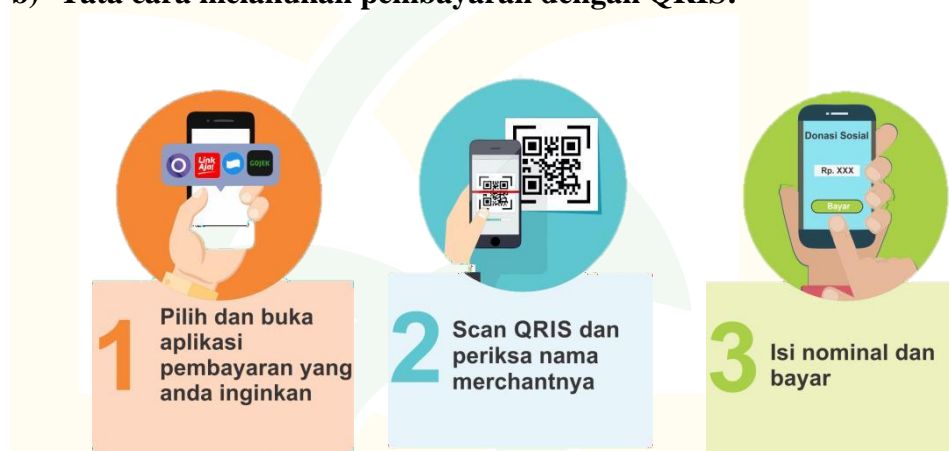 b) Tata cara melakukan pembayaran dengan QRIS:
Link
Aja!
GOJEK
Donasi Sosial
Rp. XXX
Bayar
1
Pilih dan buka
aplikasi
pembayaran yang
anda inginkan
2
Scan QRIS dan
periksa nama
merchantnya
3
Isi nominal dan
bayar